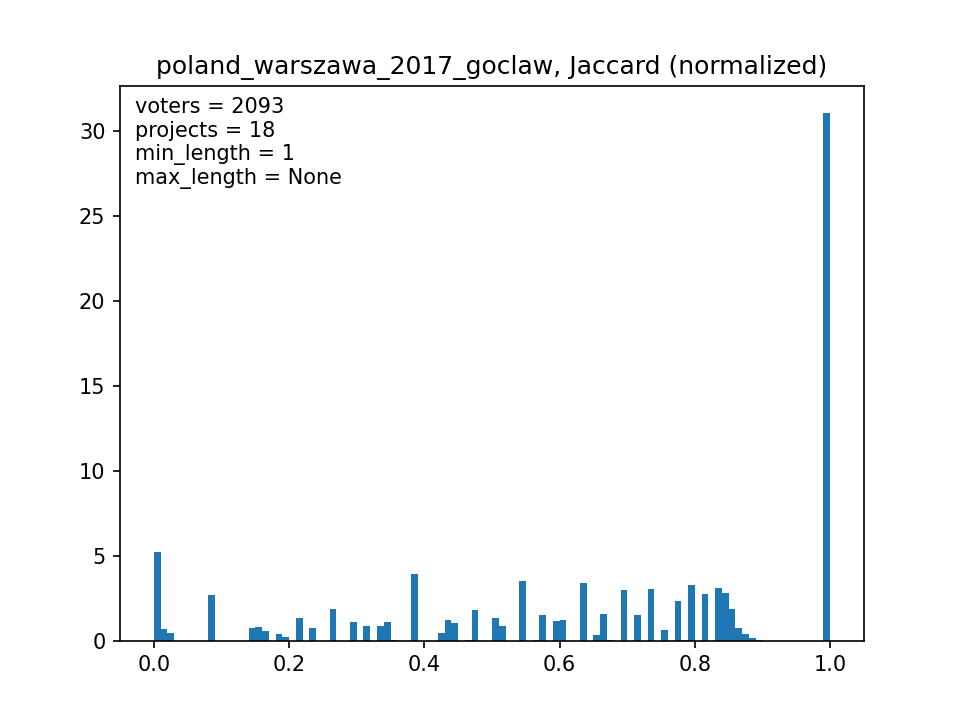 poland_warszawa_2017_goclaw, Jaccard (normalized)
voters = 2093
projects = 18
min_length = 1
max_length = None
30
25
20
15
10
5
0
0.0 0.2 0.4 0.6 0.8 1.0